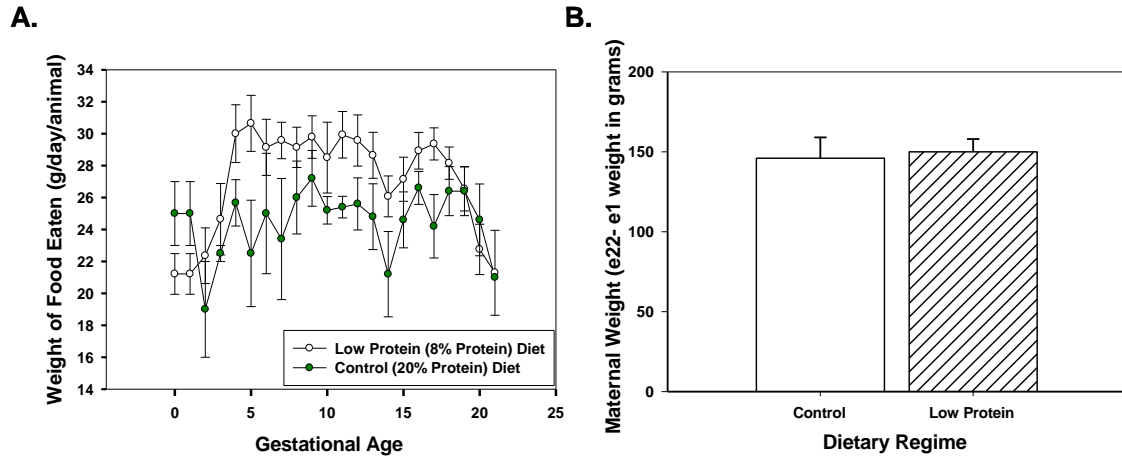 A.
Weight of Food Eaten (g/day/animal)
34
32
30
28
26
24
22
20
18
16
14
Low Protein (8% Protein) Diet
Control (20% Protein) Diet
0 5 10 15 20 25
Gestational Age
B.
Maternal Weight (e22- e1 weight in grams)
200
150
100
50
0
Control Low Protein
Dietary Regime